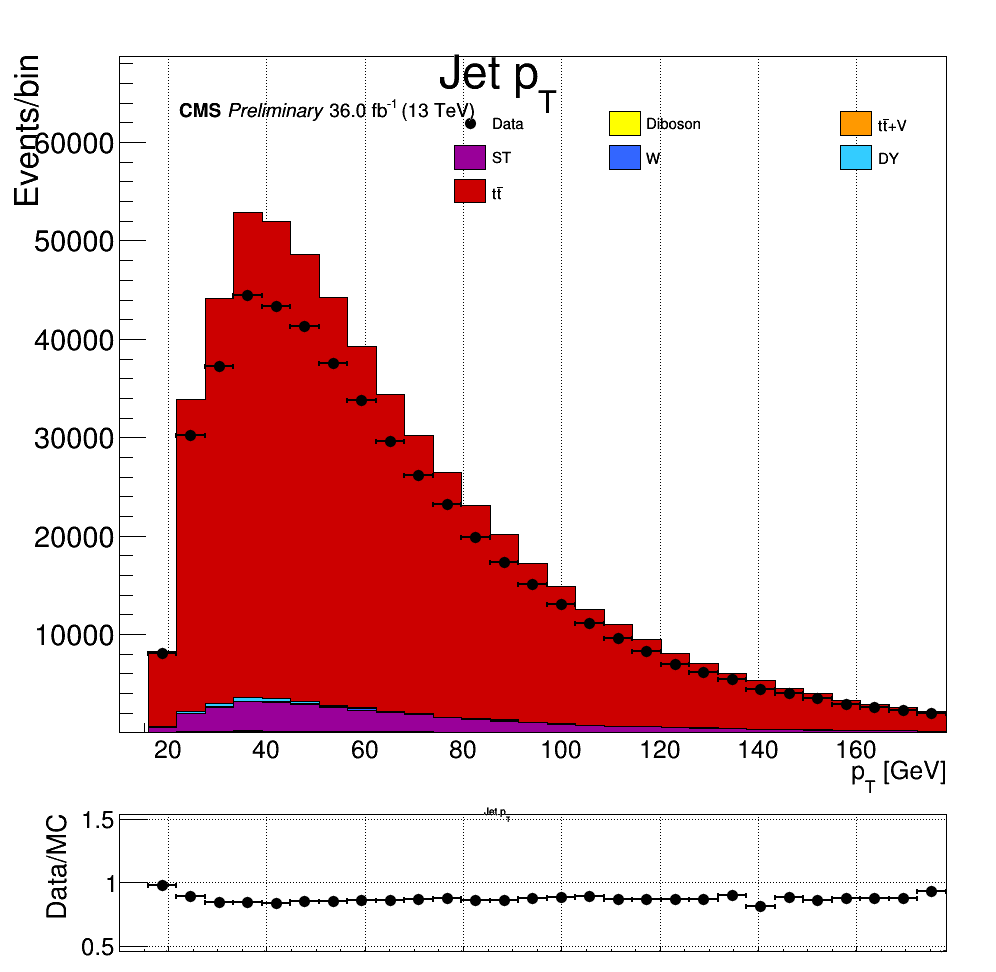 Jet p_T
Events/bin
CMS Preliminary 36.0 fb⁻¹ (13 TeV)
Data
Diboson
tt̄+V
ST
W
DY
tt̄
60000
50000
40000
30000
20000
10000
20 40 60 80 100 120 140 160
p_T [GeV]
Jet p_T
Data/MC
1.5
1
0.5